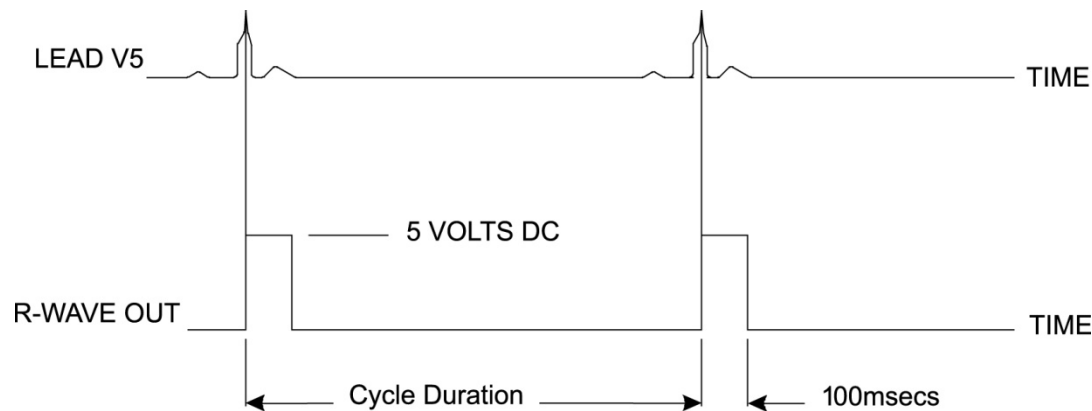 LEAD V5
TIME
5 VOLTS DC
R-WAVE OUT
TIME
Cycle Duration
100msecs